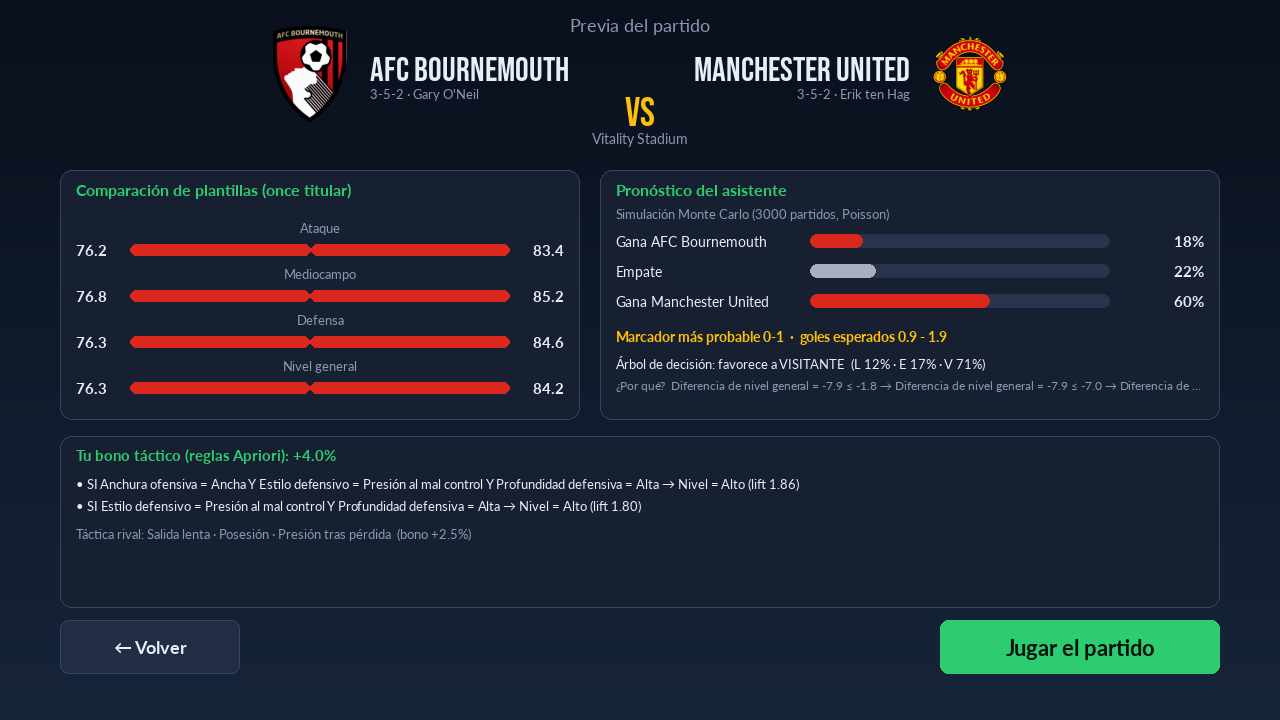 Previa del partido
AFC BOURNEMOUTH
AFC BOURNEMOUTH
3-5-2 · Gary O'Neil
VS
Vitality Stadium
MANCHESTER UNITED
3-5-2 · Erik ten Hag
MANCHESTER
UNITED
Comparación de plantillas (once titular)
Ataque
76.2 83.4
Mediocampo
76.8 85.2
Defensa
76.3 84.6
Nivel general
76.3 84.2
Pronóstico del asistente
Simulación Monte Carlo (3000 partidos, Poisson)
Gana AFC Bournemouth 18%
Empate 22%
Gana Manchester United 60%
Marcador más probable 0-1 · goles esperados 0.9 - 1.9
Árbol de decisión: favorece a VISITANTE (L 12% · E 17% · V 71%)
¿Por qué? Diferencia de nivel general = -7.9 ≤ -1.8 → Diferencia de nivel general = -7.9 ≤ -7.0 → Diferencia de ...
Tu bono táctico (reglas Apriori): +4.0%
• SI Anchura ofensiva = Ancha Y Estilo defensivo = Presión al mal control Y Profundidad defensiva = Alta → Nivel = Alto (lift 1.86)
• SI Estilo defensivo = Presión al mal control Y Profundidad defensiva = Alta → Nivel = Alto (lift 1.80)
Táctica rival: Salida lenta · Posesión · Presión tras pérdida (bono +2.5%)
← Volver
Jugar el partido